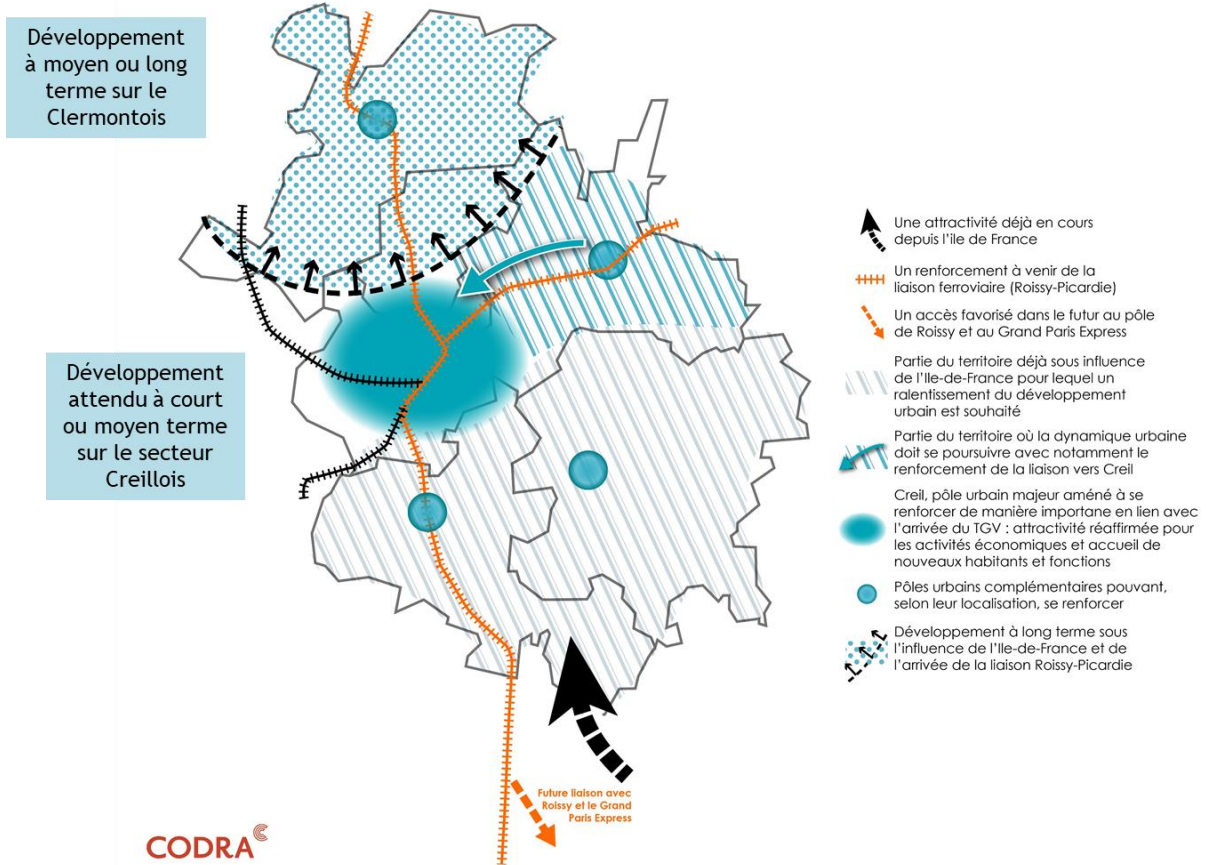 Développement
à moyen ou long
terme sur le
Clermontois
Développement
attendu à court
ou moyen terme
sur le secteur
Creillois
Une attractivité déjà en cours
depuis l'ile de France
Un renforcement à venir de la
liaison ferroviaire (Roissy-Picardie)
Un accès favorisé dans le futur au pôle
de Roissy et au Grand Paris Express
Partie du territoire déjà sous influence
de l'Ile-de-France pour lequel un
ralentissement du développement
urbain est souhaité
Partie du territoire où la dynamique urbaine
doit se poursuivre avec notamment le
renforcement de la liaison vers Creil
Creil, pôle urbain majeur améné à se
renforcer de manière importane en lien avec
l'arrivée du TGV : attractivité réaffirmée pour
les activités économiques et accueil de
nouveaux habitants et fonctions
Pôles urbains complémentaires pouvant,
selon leur localisation, se renforcer
Développement à long terme sous
l'influence de l'Ile-de-France et de
l'arrivée de la liaison Roissy-Picardie
Future liaison avec
Roissy et le Grand
Paris Express
CODRA